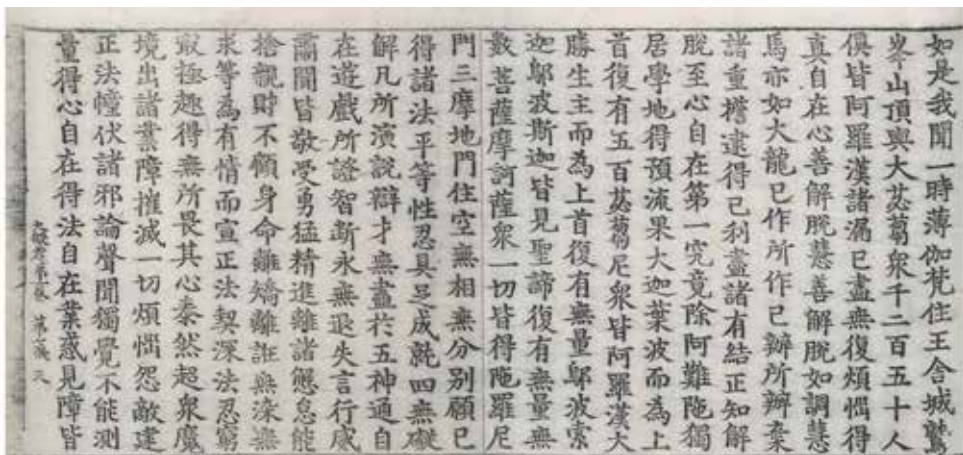 如是我聞一時薄伽梵住王舍城鷲
峯山頂與大苾芻衆千二百五十人
俱皆阿羅漢諸漏已盡無復煩惱得
真自在心善解脫慧善解脫如調慧
馬亦如大龍已作所作已辦所辦棄
諸重擔逮得己利盡諸有結正知解
脫至心自在第一究竟除阿難陁獨
居學地得預流果大迦葉波而為上
首復有五百苾芻尼衆皆阿羅漢大
勝生主而為上首復有無量鄔波索
迦鄔波斯迦皆見聖諦復有無量無
數菩薩摩訶薩衆一切皆得陁羅尼
門三摩地門住空無相無分別願已
得諸法平等性忍具足成就四無礙
解凡所演說辯才無盡於五神通自
在遊戲所證智斷永無退失言行威
肅聞皆敬受勇猛精進離諸懈怠能
捨親財不顧身命離矯離誑無染無
求等為有情而宣正法契深法忍窮
最極趣得無所畏其心泰然超衆魔
境出諸業障摧滅一切煩惱怨敵建
正法幢伏諸邪論聲聞獨覺不能測
量得心自在得法自在業惑見障皆
大般若第一卷 第六